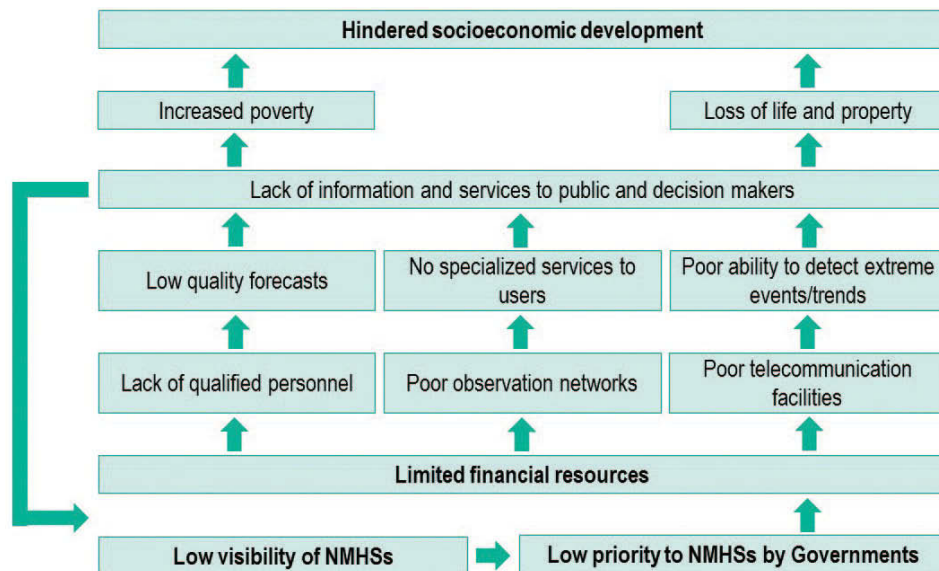 Hindered socioeconomic development
Increased poverty
Loss of life and property
Lack of information and services to public and decision makers
Low quality forecasts
No specialized services to
users
Poor ability to detect extreme
events/trends
Lack of qualified personnel
Poor observation networks
Poor telecommunication
facilities
Limited financial resources
Low visibility of NMHSs
Low priority to NMHSs by Governments